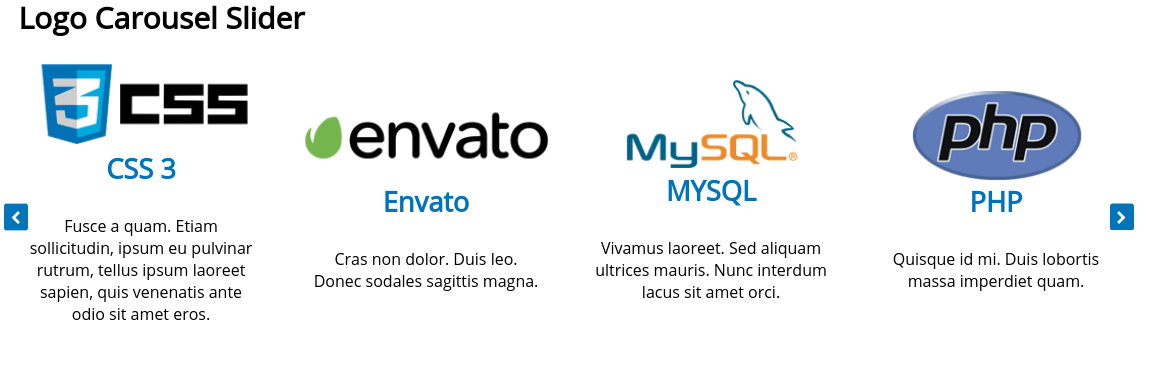 Logo Carousel Slider
3 CSS
CSS 3
Fusce a quam. Etiam
sollicitudin, ipsum eu pulvinar
rutrum, tellus ipsum laoreet
sapien, quis venenatis ante
odio sit amet eros.
envato
Envato
Cras non dolor. Duis leo.
Donec sodales sagittis magna.
MySQL®
MYSQL
Vivamus laoreet. Sed aliquam
ultrices mauris. Nunc interdum
lacus sit amet orci.
php
PHP
Quisque id mi. Duis lobortis
massa imperdiet quam.